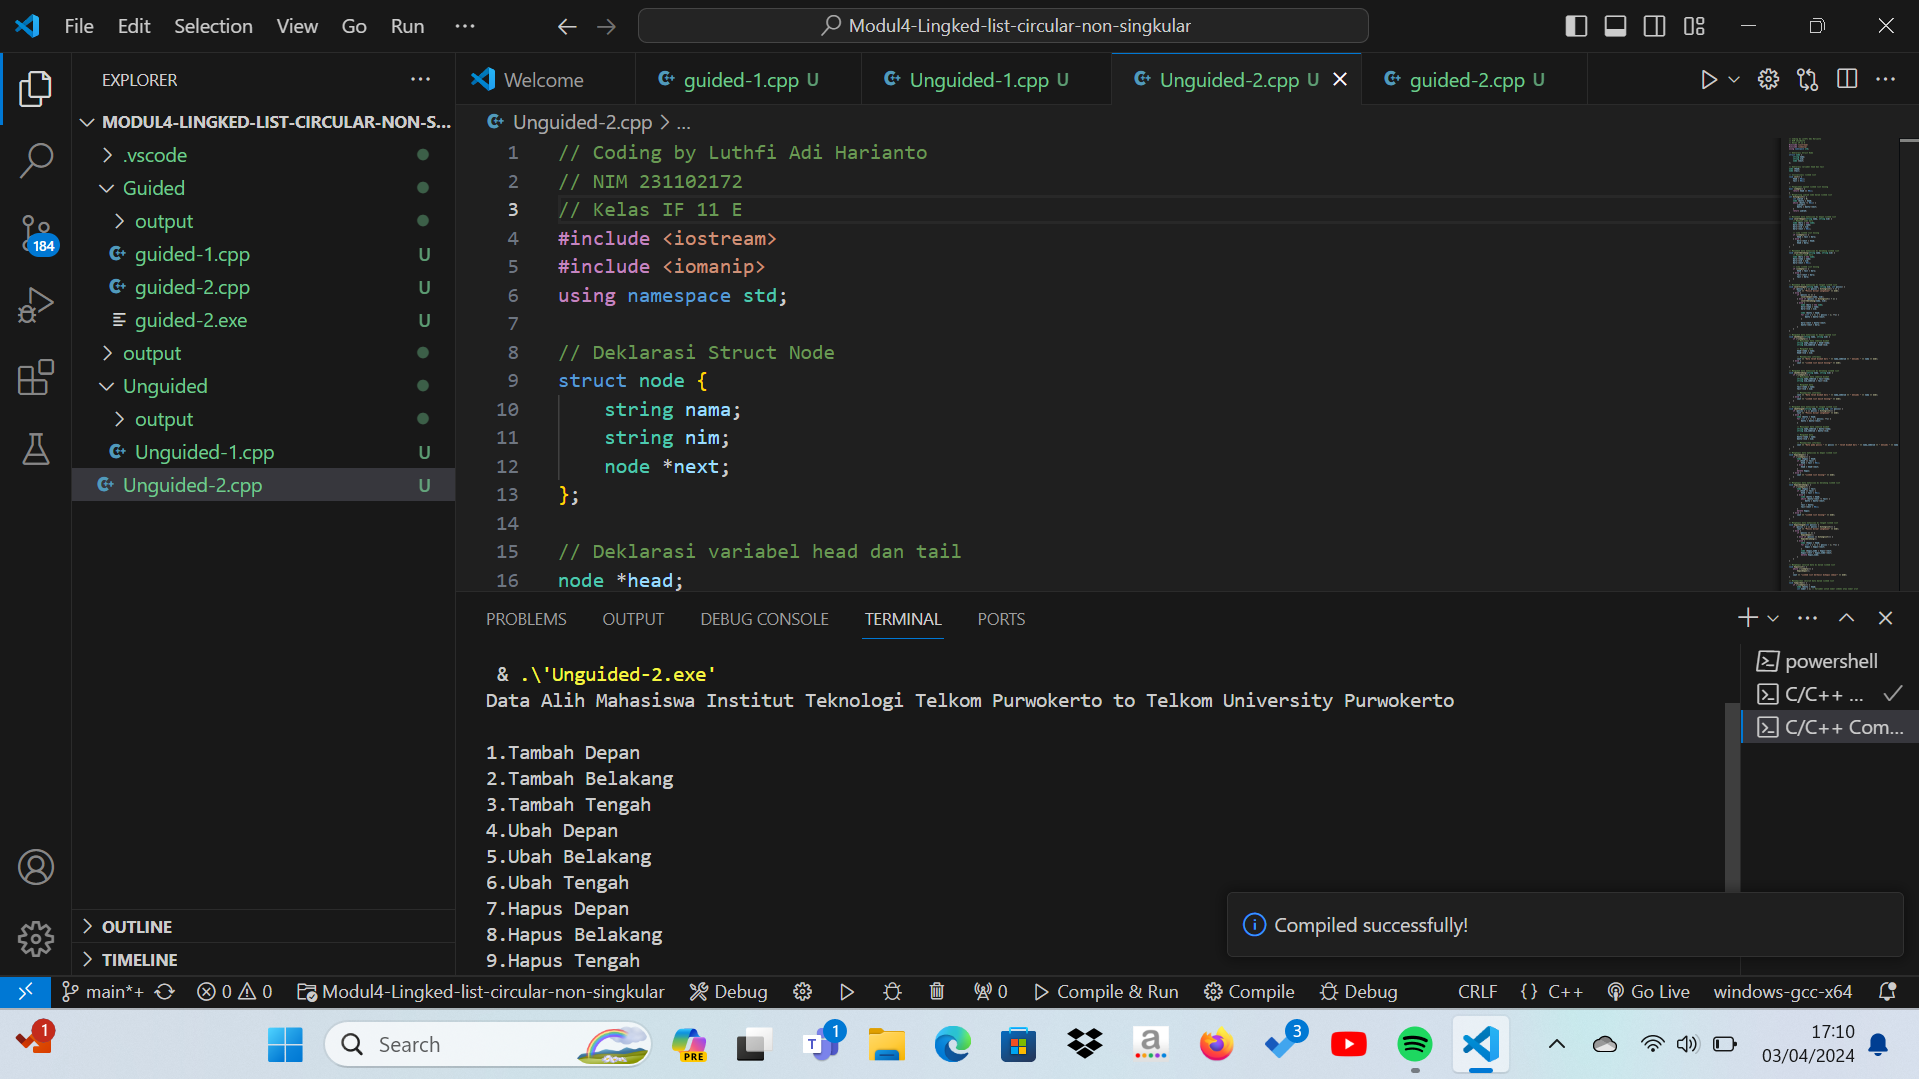 File Edit Selection View Go Run ...
Modul4-Lingked-list-circular-non-singkular
EXPLORER
MODUL4-LINGKED-LIST-CIRCULAR-NON-S...
.vscode
Guided
output
guided-1.cpp U
guided-2.cpp U
guided-2.exe U
output
Unguided
output
Unguided-1.cpp U
Unguided-2.cpp U
OUTLINE
TIMELINE
184
Welcome guided-1.cpp U Unguided-1.cpp U Unguided-2.cpp U guided-2.cpp U
Unguided-2.cpp > ...
1 // Coding by Luthfi Adi Harianto
2 // NIM 231102172
3 // Kelas IF 11 E
4 #include <iostream>
5 #include <iomanip>
6 using namespace std;
7
8 // Deklarasi Struct Node
9 struct node {
10 string nama;
11 string nim;
12 node *next;
13 };
14
15 // Deklarasi variabel head dan tail
16 node *head;
PROBLEMS OUTPUT DEBUG CONSOLE TERMINAL PORTS
& .\'Unguided-2.exe'
Data Alih Mahasiswa Institut Teknologi Telkom Purwokerto to Telkom University Purwokerto
1.Tambah Depan
2.Tambah Belakang
3.Tambah Tengah
4.Ubah Depan
5.Ubah Belakang
6.Ubah Tengah
7.Hapus Depan
8.Hapus Belakang
9.Hapus Tengah
powershell
C/C++ ...
C/C++ Com...
Compiled successfully!
main*+ 0 0 Modul4-Lingked-list-circular-non-singkular Debug 0 Compile & Run Compile Debug CRLF {} C++ Go Live windows-gcc-x64
1 Search PRE T 1 a 3 17:10
03/04/2024